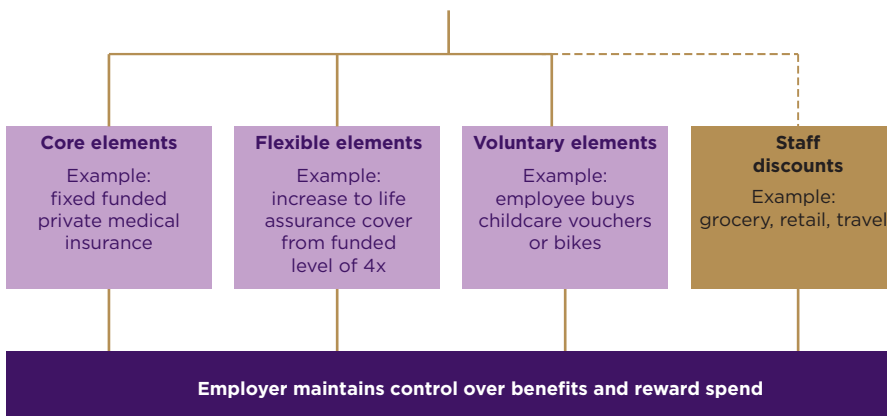 Core elements
Example:
fixed funded
private medical
insurance
Flexible elements
Example:
increase to life
assurance cover
from funded
level of 4x
Voluntary elements
Example:
employee buys
childcare vouchers
or bikes
Staff
discounts
Example:
grocery, retail, travel
Employer maintains control over benefits and reward spend